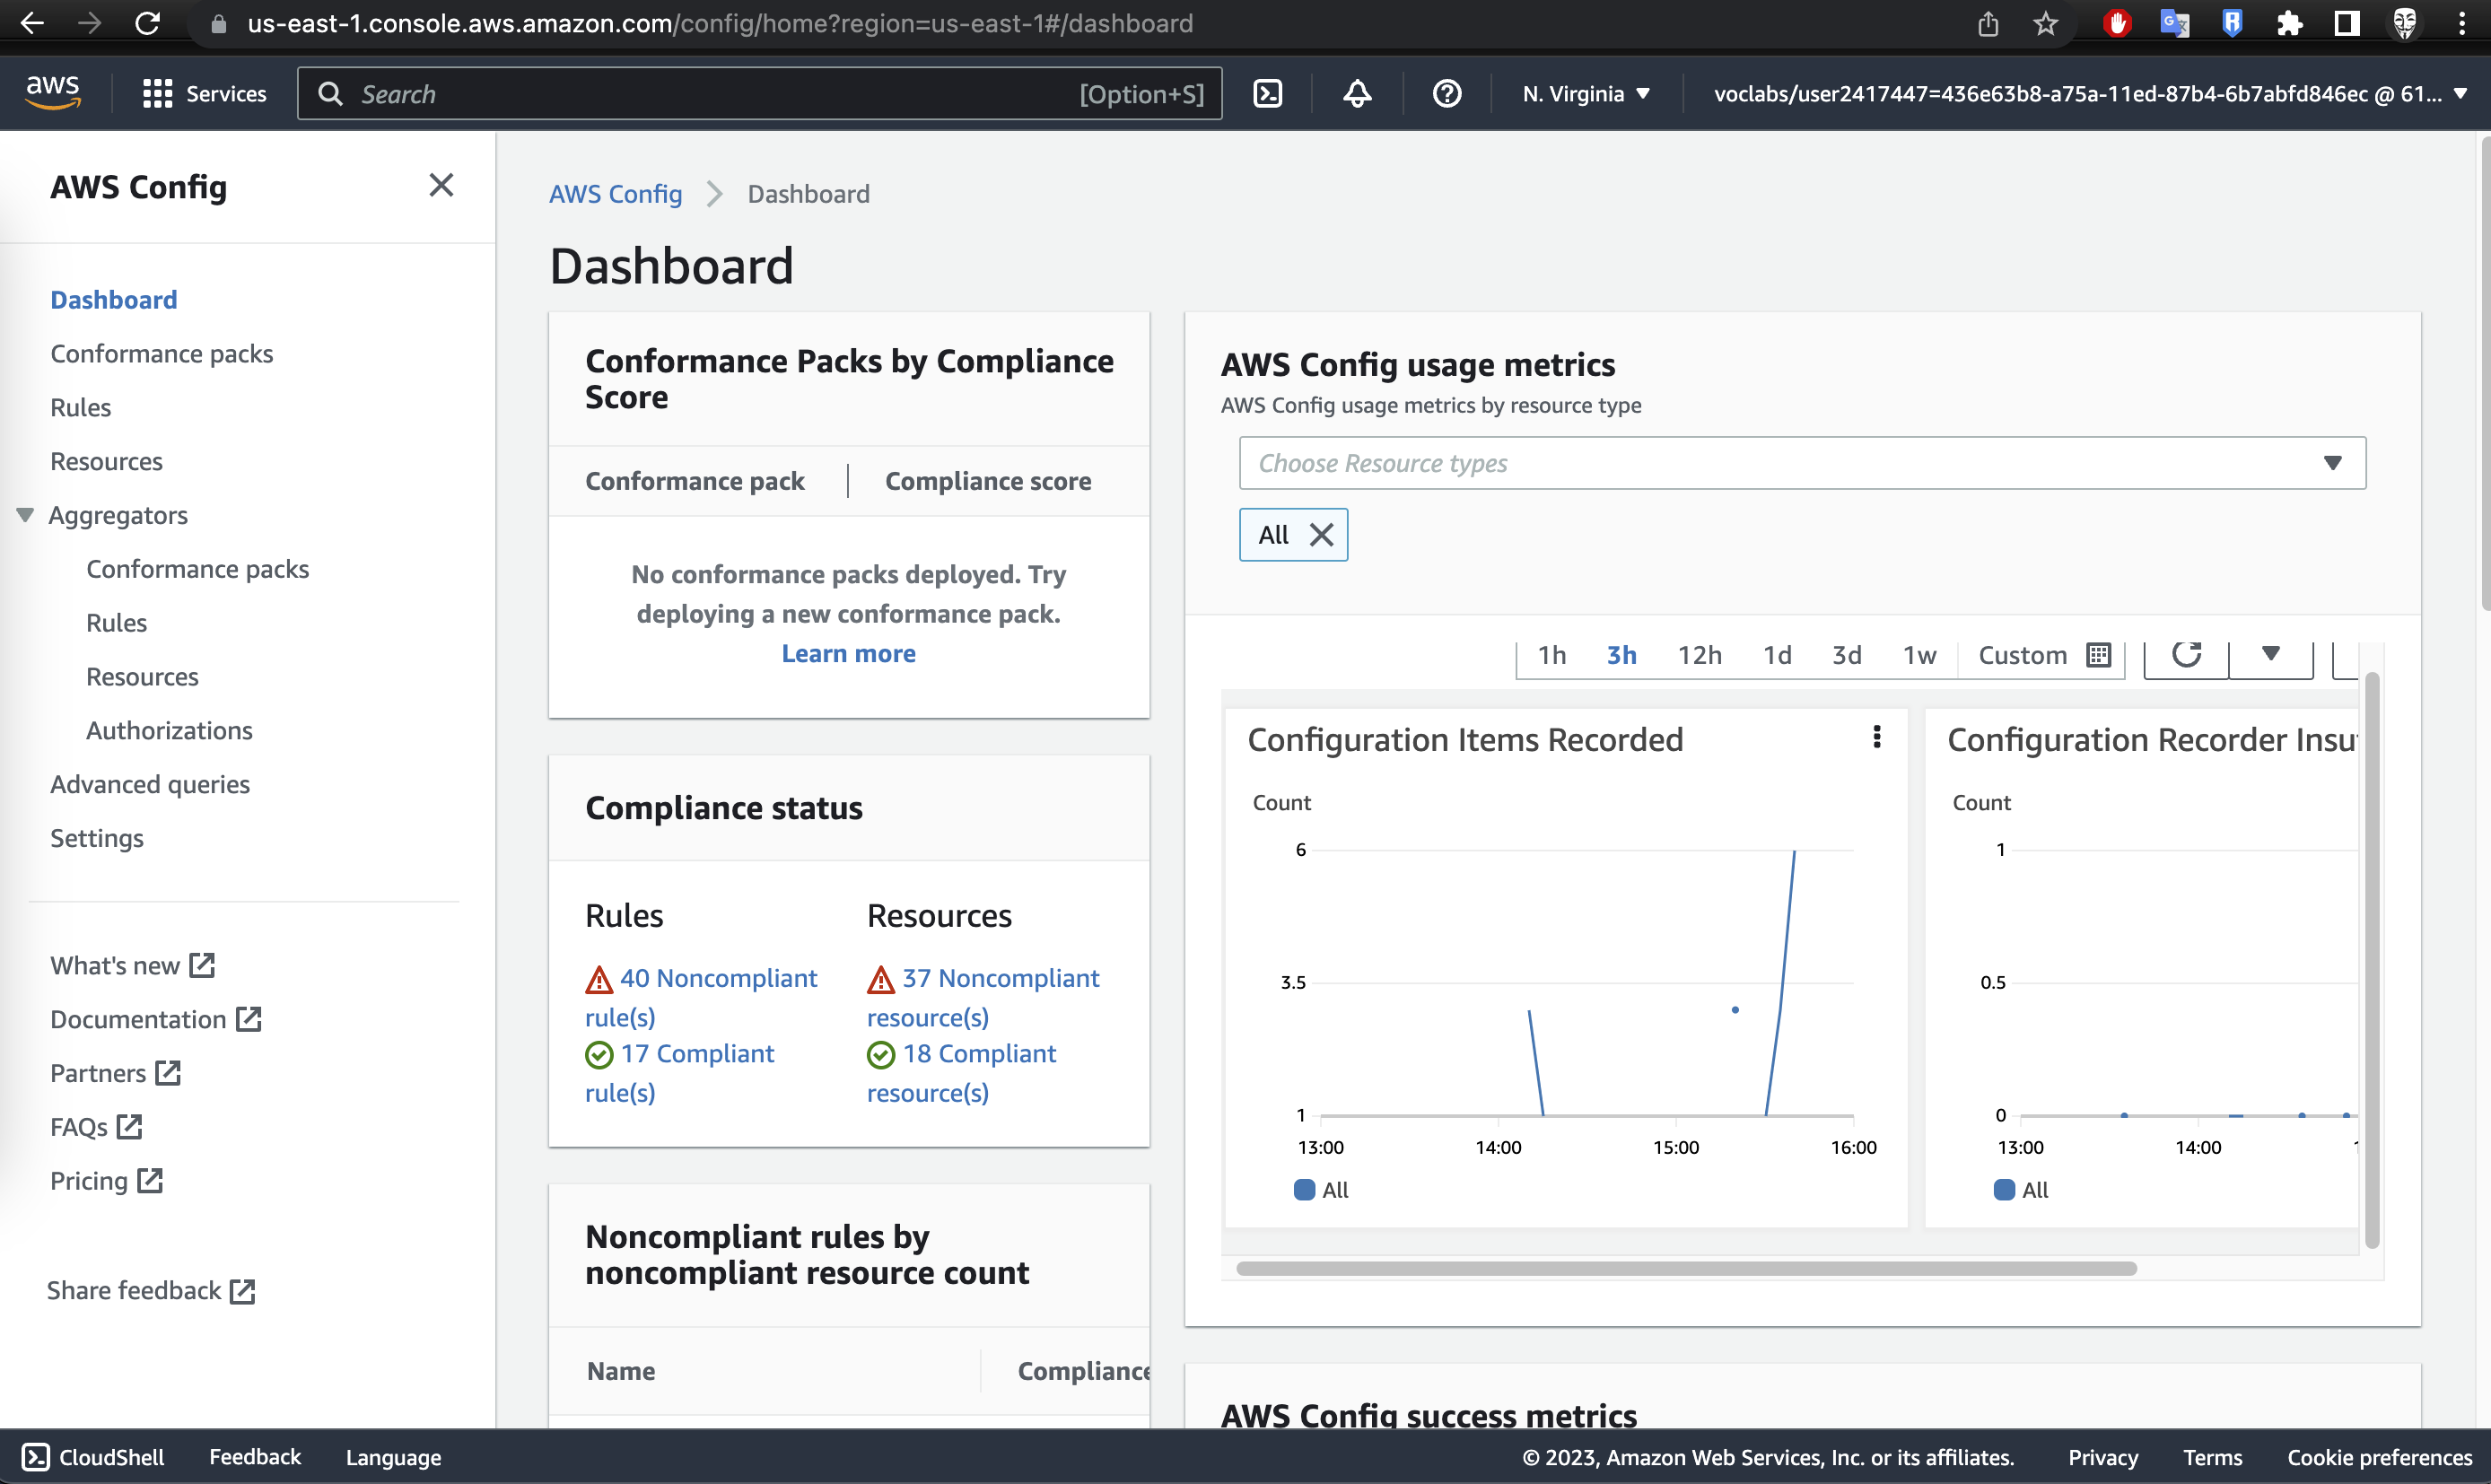 us-east-1.console.aws.amazon.com/config/home?region=us-east-1#/dashboard
aws
Services
Search
[Option+S]
N. Virginia
voclabs/user2417447=436e63b8-a75a-11ed-87b4-6b7abfd846ec @ 61...
AWS Config
Dashboard
Conformance packs
Rules
Resources
Aggregators
Conformance packs
Rules
Resources
Authorizations
Advanced queries
Settings
What's new
Documentation
Partners
FAQs
Pricing
Share feedback
AWS Config
Dashboard
Dashboard
Conformance Packs by Compliance
Score
Conformance pack
Compliance score
No conformance packs deployed. Try
deploying a new conformance pack.
Learn more
Compliance status
Rules
40 Noncompliant
rule(s)
17 Compliant
rule(s)
Resources
37 Noncompliant
resource(s)
18 Compliant
resource(s)
Noncompliant rules by
noncompliant resource count
Name
Compliance
AWS Config usage metrics
AWS Config usage metrics by resource type
Choose Resource types
All
1h
3h
12h
1d
3d
1w
Custom
Configuration Items Recorded
Count
6
3.5
1
13:00
14:00
15:00
16:00
All
Configuration Recorder
Count
1
0.5
0
13:00
14:00
All
AWS Config success metrics
CloudShell
Feedback
Language
© 2023, Amazon Web Services, Inc. or its affiliates.
Privacy
Terms
Cookie preferences